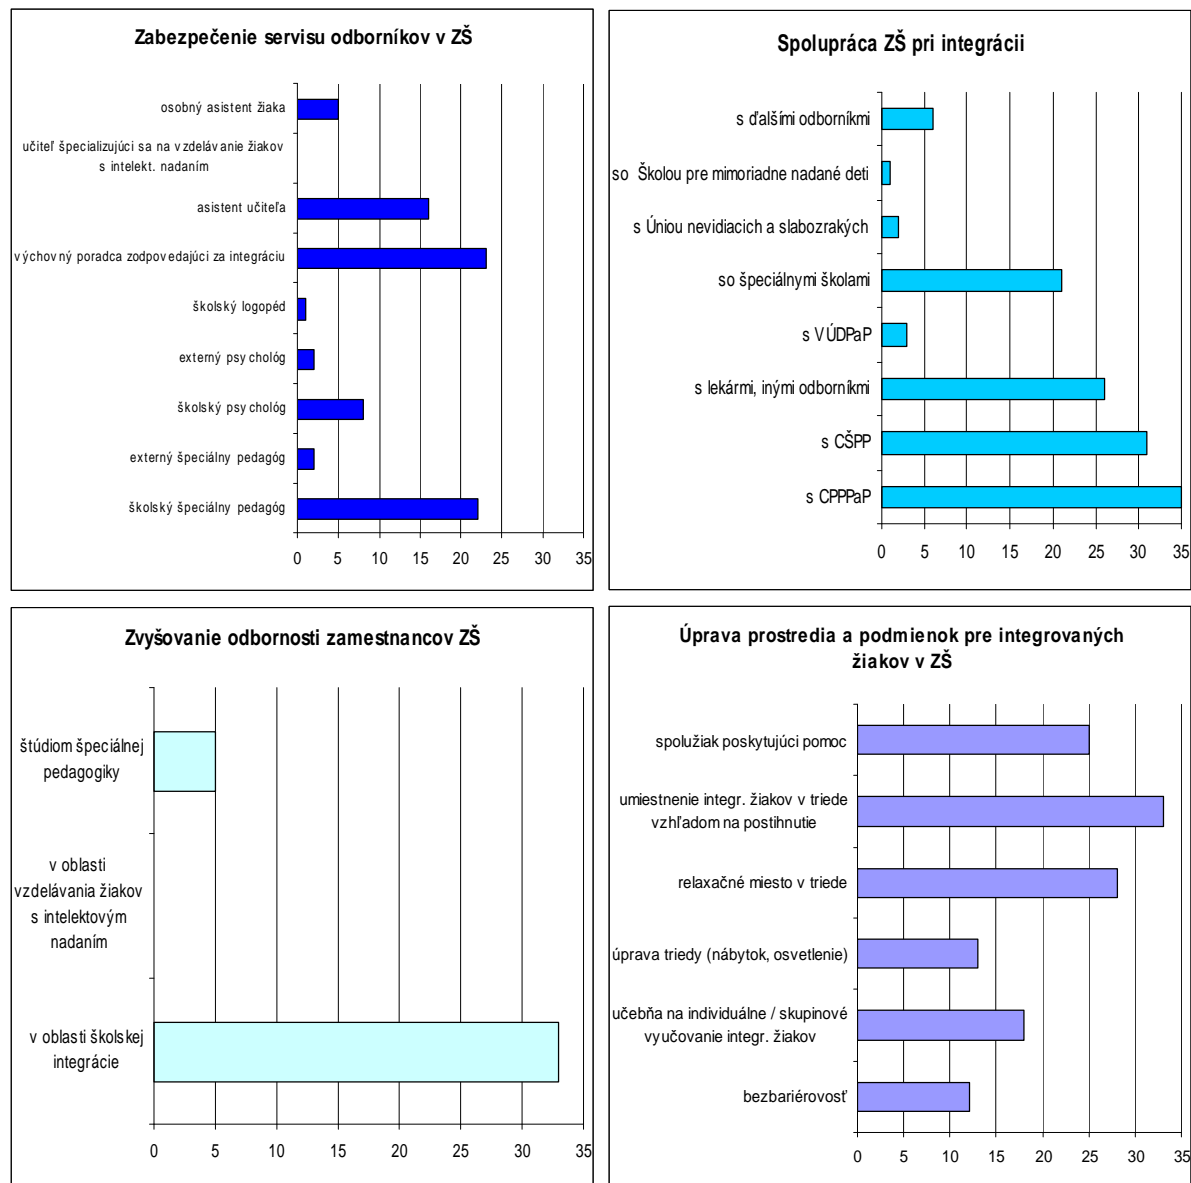 Zabezpečenie servisu odborníkov v ZŠ
osobný asistent žiaka
učiteľ špecializujúci sa na vzdelávanie žiakov
s intelekt. nadaním
asistent učiteľa
výchovný poradca zodpovedajúci za integráciu
školský logopéd
externý psychológ
školský psychológ
externý špeciálny pedagóg
školský špeciálny pedagóg
0 5 10 15 20 25 30 35
Spolupráca ZŠ pri integrácii
s ďalšími odborníkmi
so Školou pre mimoriadne nadané deti
s Úniou nevidiacich a slabozrakých
so špeciálnymi školami
s VÚDPaP
s lekármi, inými odborníkmi
s CŠPP
s CPPPaP
0 5 10 15 20 25 30 35
Zvyšovanie odbornosti zamestnancov ZŠ
štúdiom špeciálnej
pedagogiky
v oblasti
vzdelávania žiakov
s intelektovým
nadaním
v oblasti školskej
integrácie
0 5 10 15 20 25 30 35
Úprava prostredia a podmienok pre integrovaných
žiakov v ZŠ
spolužiak poskytujúci pomoc
umiestnenie integr. žiakov v triede
vzhľadom na postihnutie
relaxačné miesto v triede
úprava triedy (nábytok, osvetlenie)
učebňa na individuálne / skupinové
vyučovanie integr. žiakov
bezbariérovosť
0 5 10 15 20 25 30 35